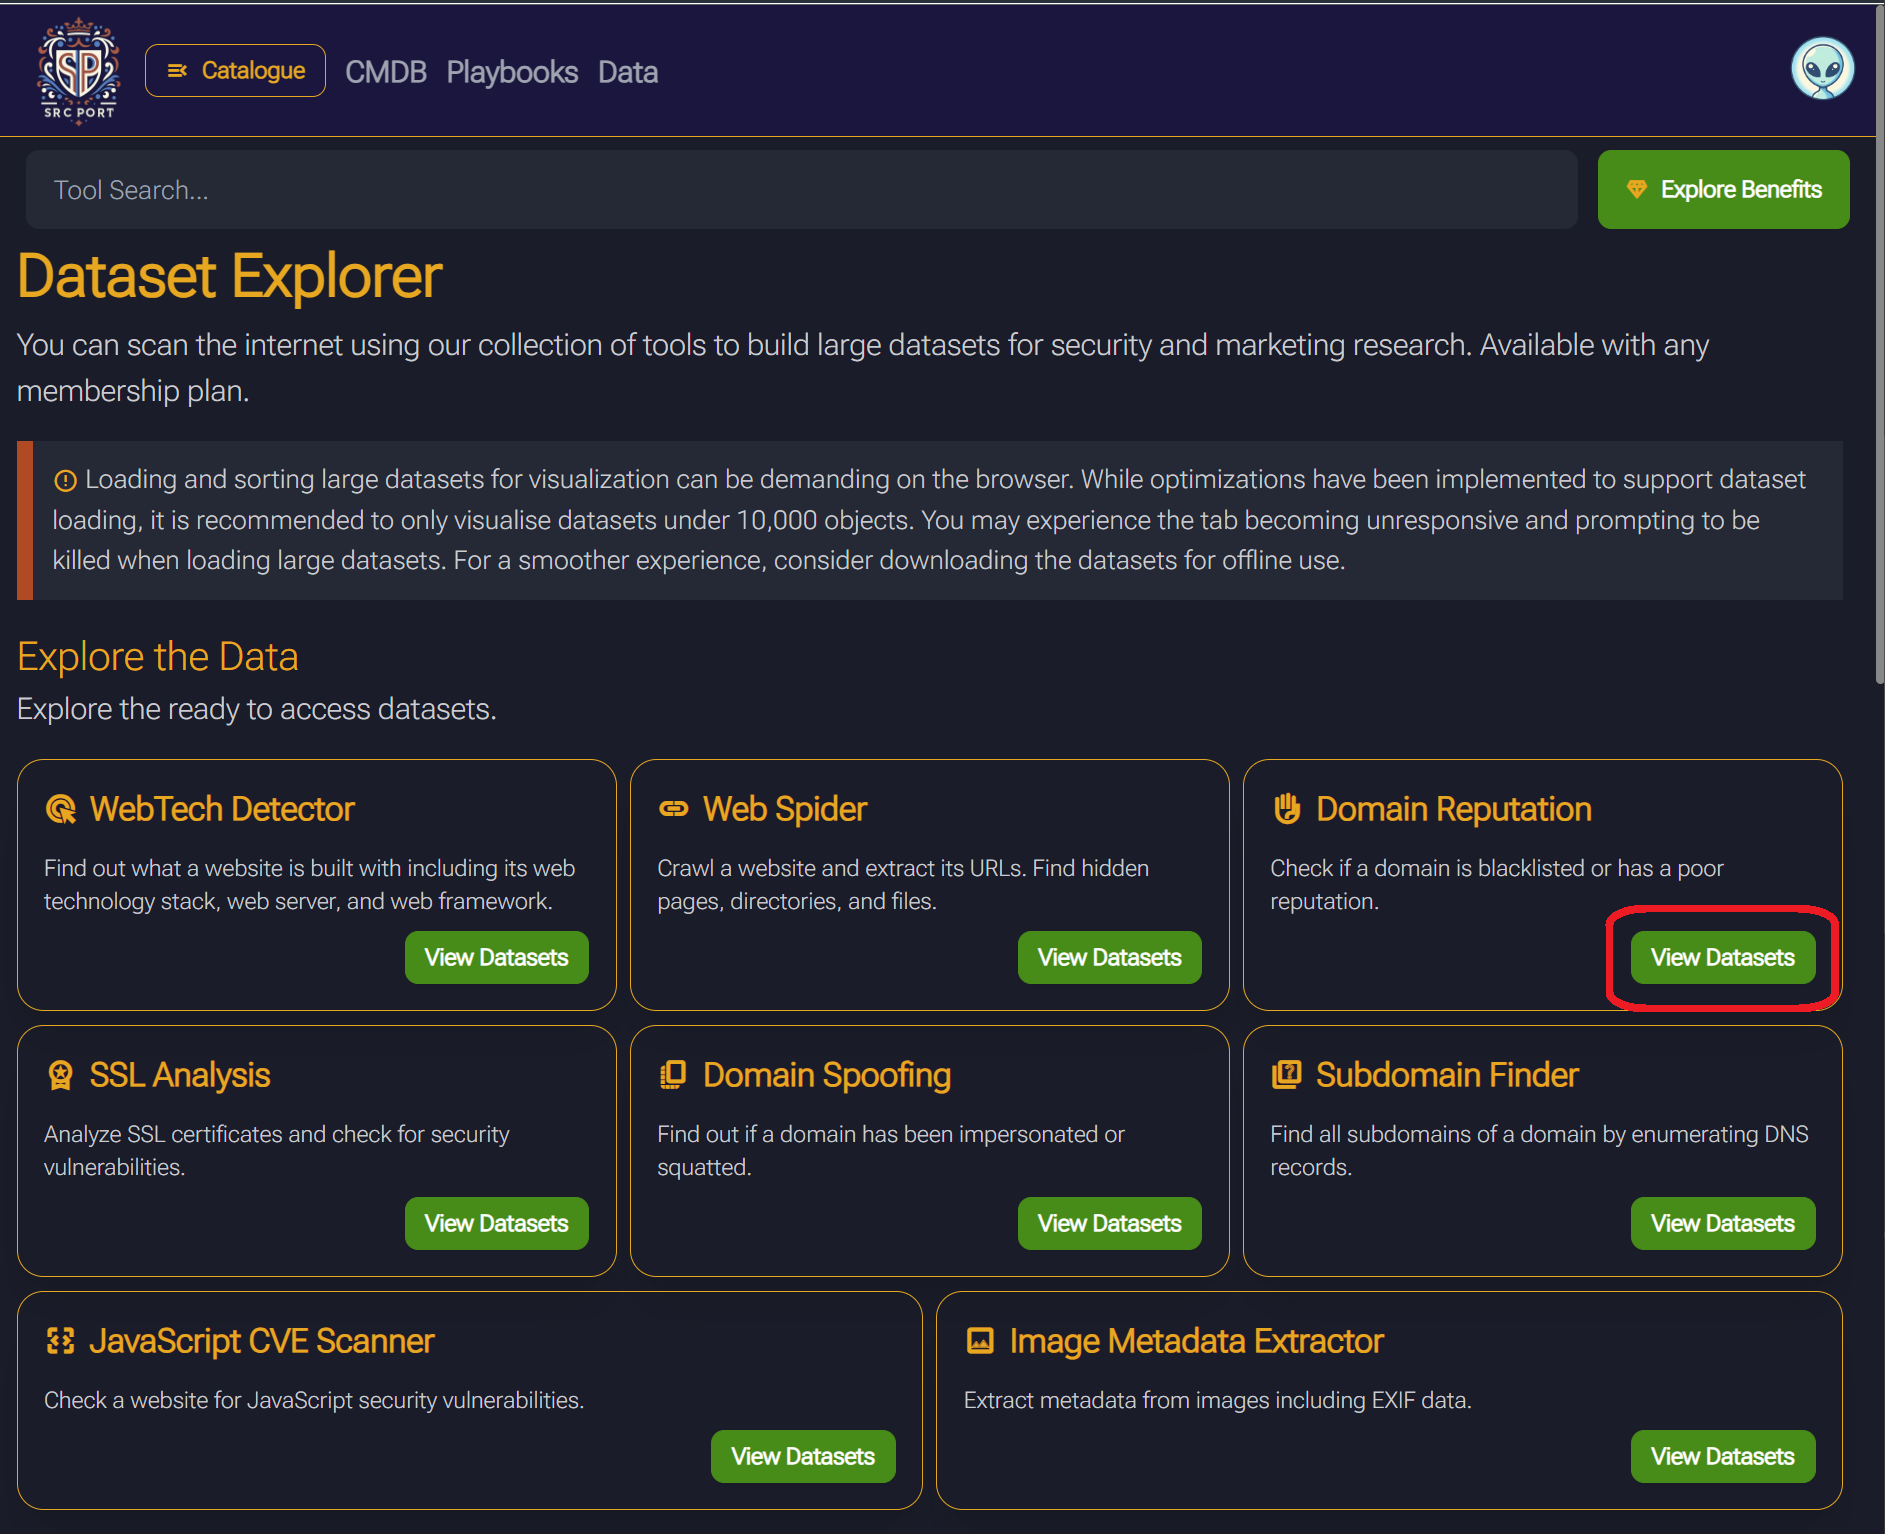 SP
SRC PORT
Catalogue CMDB Playbooks Data
Tool Search...
Explore Benefits
Dataset Explorer
You can scan the internet using our collection of tools to build large datasets for security and marketing research. Available with any
membership plan.
Loading and sorting large datasets for visualization can be demanding on the browser. While optimizations have been implemented to support dataset
loading, it is recommended to only visualise datasets under 10,000 objects. You may experience the tab becoming unresponsive and prompting to be
killed when loading large datasets. For a smoother experience, consider downloading the datasets for offline use.
Explore the Data
Explore the ready to access datasets.
WebTech Detector
Find out what a website is built with including its web
technology stack, web server, and web framework.
View Datasets
Web Spider
Crawl a website and extract its URLs. Find hidden
pages, directories, and files.
View Datasets
Domain Reputation
Check if a domain is blacklisted or has a poor
reputation.
View Datasets
SSL Analysis
Analyze SSL certificates and check for security
vulnerabilities.
View Datasets
Domain Spoofing
Find out if a domain has been impersonated or
squatted.
View Datasets
Subdomain Finder
Find all subdomains of a domain by enumerating DNS
records.
View Datasets
JavaScript CVE Scanner
Check a website for JavaScript security vulnerabilities.
View Datasets
Image Metadata Extractor
Extract metadata from images including EXIF data.
View Datasets